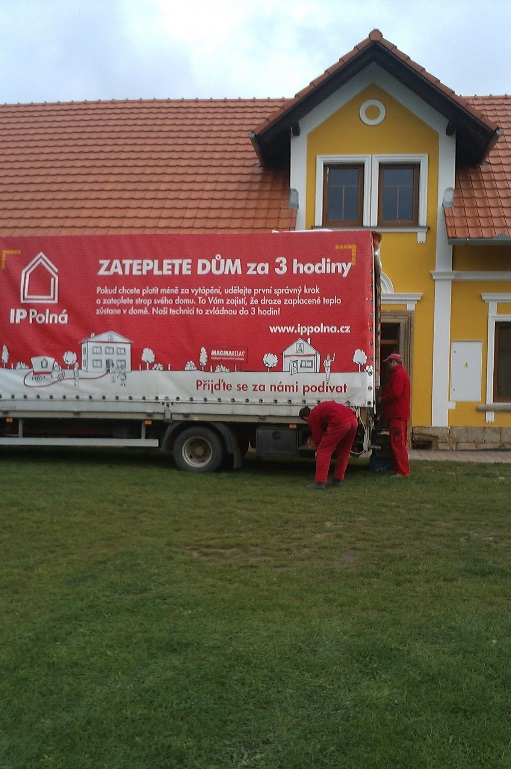 ZATEPLETE DŮM za 3 hodiny
IP Polná
Pokud chcete platit méně za vytápění, udělejte první správný krok
a zateplete strop svého domu. To Vám zajistí, že draze zaplacené teplo
zůstane v domě. Naši technici to zvládnou do 3 hodin!
www.ippolna.cz
MAGMARELAX
Přijďte se za námi podívat